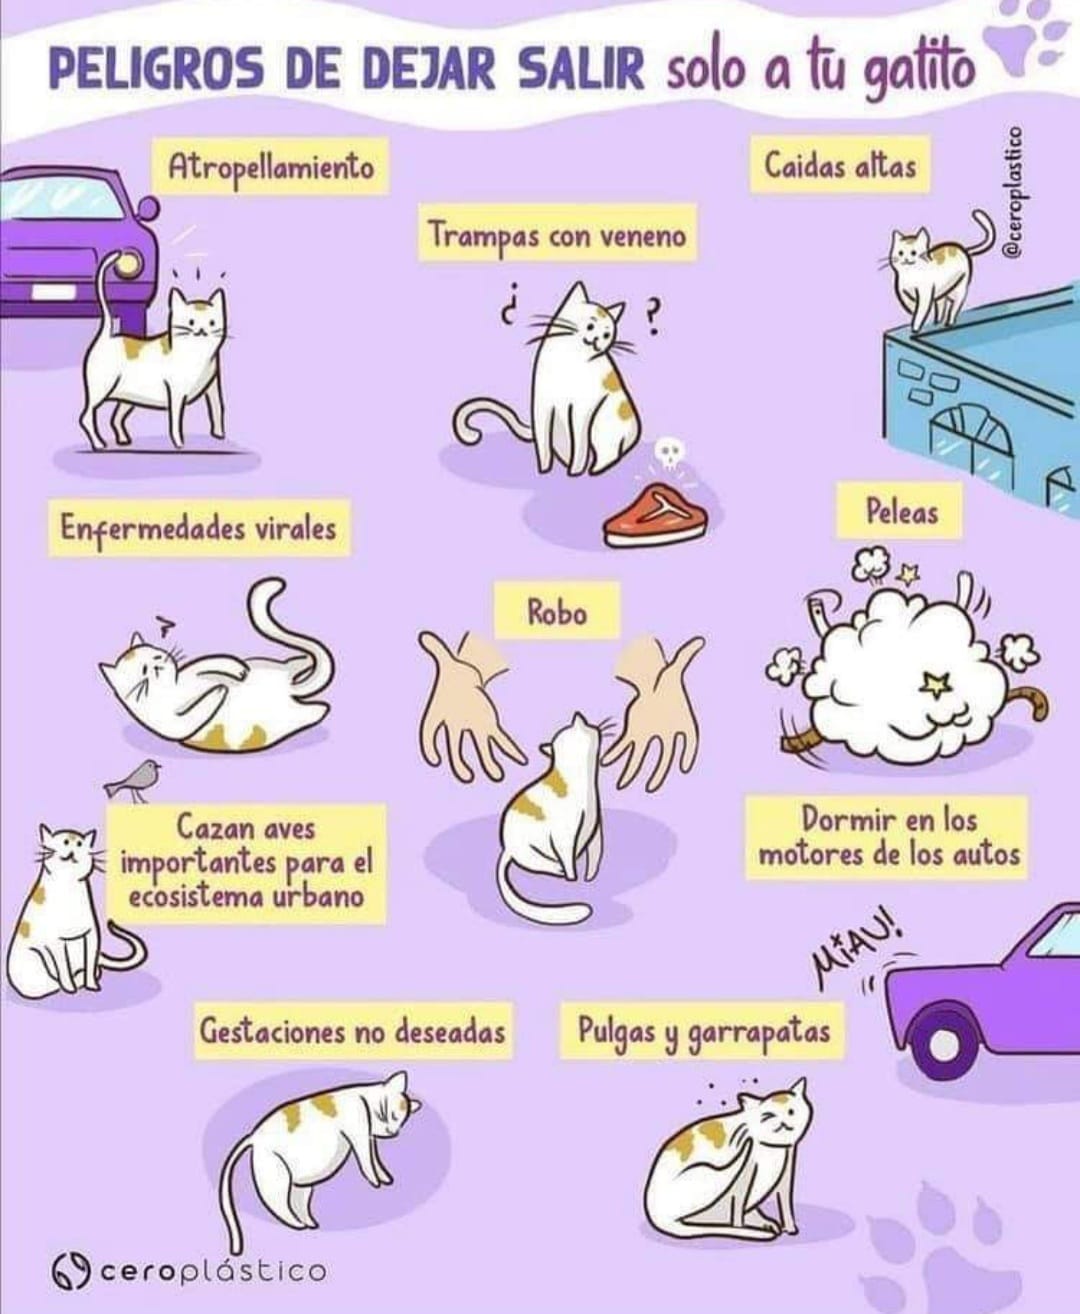 PELIGROS DE DEJAR SALIR solo a tu gatito
@ceroplastico
Atropellamiento
Caidas altas
Trampas con veneno
¿ ?
Enfermedades virales
Peleas
Robo
Cazan aves
importantes para el
ecosistema urbano
Dormir en los
motores de los autos
MiAU!
Gestaciones no deseadas
Pulgas y garrapatas
ceroplástico